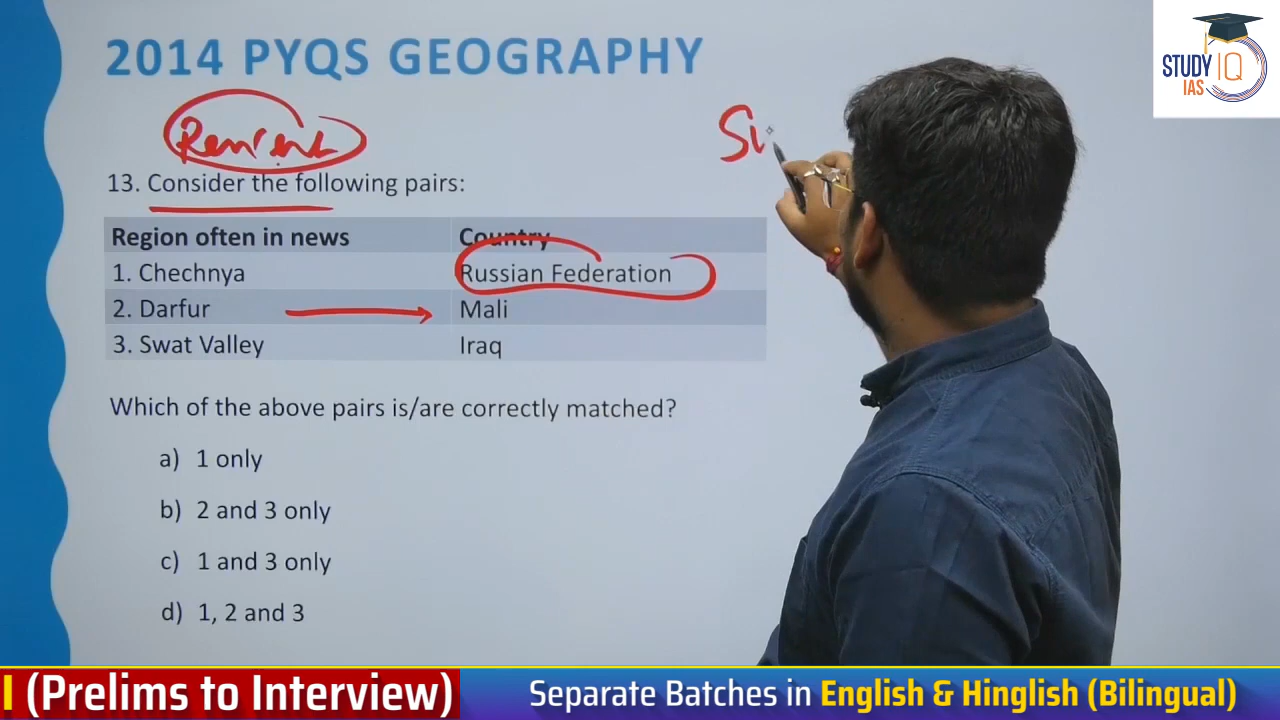 2014 PYQS GEOGRAPHY
STUDY IQ
IAS
13. Consider the following pairs:
Region often in news Country
1. Chechnya Russian Federation
2. Darfur Mali
3. Swat Valley Iraq
Which of the above pairs is/are correctly matched?
a) 1 only
b) 2 and 3 only
c) 1 and 3 only
d) 1, 2 and 3
I (Prelims to Interview)
Separate Batches in English & Hinglish (Bilingual)